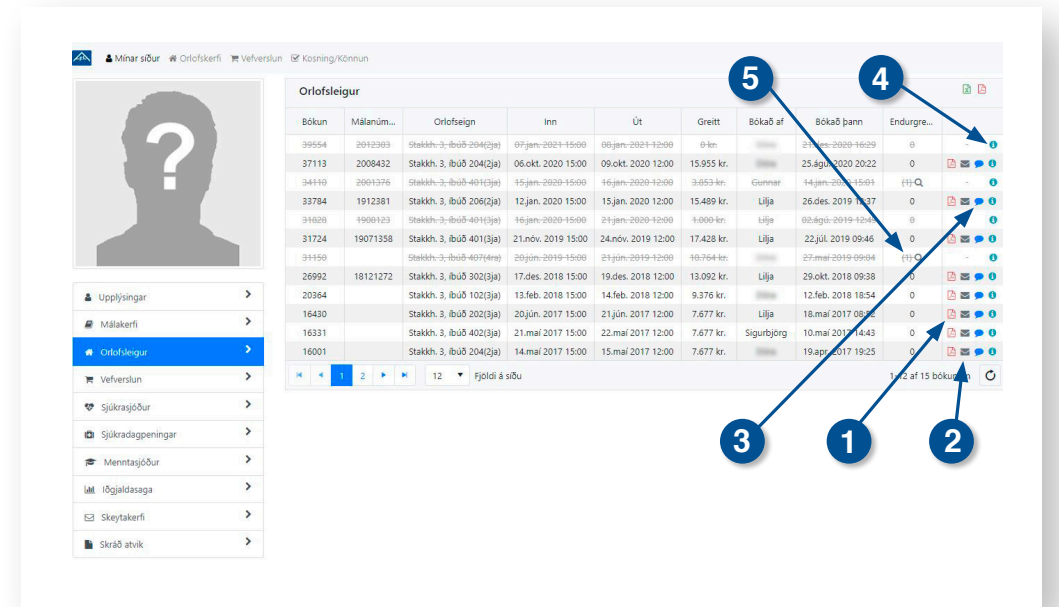 Mínar síður Orlofskerfi Vefverslun Kosning/Könnun
5 4
Orlofsleigur
Bókun Málanúm... Orlofseign Inn Út Greitt Bókað af Bókað þann Endurgre...
39554 2012383 Stakkh. 3, íbúð 204(2ja) 07.jan. 2021 15:00 08.jan. 2021 12:00 0 kr. 21.des. 2020 16:29 0 -
37113 2008432 Stakkh. 3, íbúð 204(2ja) 06.okt. 2020 15:00 09.okt. 2020 12:00 15.955 kr. 25.ágú. 2020 20:22 0
34110 2001376 Stakkh. 3, íbúð 401(3ja) 15.jan. 2020 15:00 16.jan. 2020 12:00 3.853 kr. Gunnar 14.jan. 2020 15:01 (1) -
33784 1912381 Stakkh. 3, íbúð 206(2ja) 12.jan. 2020 15:00 15.jan. 2020 12:00 15.489 kr. Lilja 26.des. 2019 12:37 0
31828 1908123 Stakkh. 3, íbúð 401(3ja) 16.jan. 2020 15:00 21.jan. 2020 12:00 1.000 kr. Lilja 02.ágú. 2019 12:49 0
31724 19071358 Stakkh. 3, íbúð 401(3ja) 21.nóv. 2019 15:00 24.nóv. 2019 12:00 17.428 kr. Lilja 22.júl. 2019 09:46 0
31150 Stakkh. 3, íbúð 407(4ra) 20.jún. 2019 15:00 21.jún. 2019 12:00 10.764 kr. 27.maí 2019 09:04 (1) -
26992 18121272 Stakkh. 3, íbúð 302(3ja) 17.des. 2018 15:00 19.des. 2018 12:00 13.092 kr. Lilja 29.okt. 2018 09:38 0
20364 Stakkh. 3, íbúð 102(3ja) 13.feb. 2018 15:00 14.feb. 2018 12:00 9.376 kr. 12.feb. 2018 18:54 0
16430 Stakkh. 3, íbúð 202(3ja) 20.jún. 2017 15:00 21.jún. 2017 12:00 7.677 kr. Lilja 18.maí 2017 08:52 0
16331 Stakkh. 3, íbúð 402(3ja) 21.maí 2017 15:00 22.maí 2017 12:00 7.677 kr. Sigurbjörg 10.maí 2017 14:43 0
16001 Stakkh. 3, íbúð 204(2ja) 14.maí 2017 15:00 15.maí 2017 12:00 7.677 kr. 19.apr. 2017 19:25 0
1 2 12 Fjöldi á síðu 1-12 af 15 bókunum
3 1 2
?
Upplýsingar
Málakerfi
Orlofsleigur
Vefverslun
Sjúkrasjóður
Sjúkradagpeningar
Menntasjóður
Iðgjaldasaga
Skeytakerfi
Skráð atvik